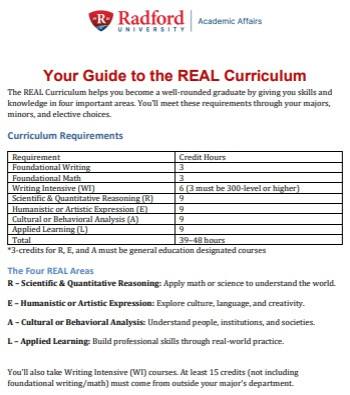 Radford
UNIVERSITY
Academic Affairs
Your Guide to the REAL Curriculum
The REAL Curriculum helps you become a well-rounded graduate by giving you skills and
knowledge in four important areas. You'll meet these requirements through your majors,
minors, and elective choices.
Curriculum Requirements
Requirement Credit Hours
Foundational Writing 3
Foundational Math 3
Writing Intensive (WI) 6 (3 must be 300-level or higher)
Scientific & Quantitative Reasoning (R) 9
Humanistic or Artistic Expression (E) 9
Cultural or Behavioral Analysis (A) 9
Applied Learning (L) 9
Total 39–48 hours
*3-credits for R, E, and A must be general education designated courses
The Four REAL Areas
R – Scientific & Quantitative Reasoning: Apply math or science to understand the world.
E – Humanistic or Artistic Expression: Explore culture, language, and creativity.
A – Cultural or Behavioral Analysis: Understand people, institutions, and societies.
L – Applied Learning: Build professional skills through real-world practice.
You'll also take Writing Intensive (WI) courses. At least 15 credits (not including
foundational writing/math) must come from outside your major's department.